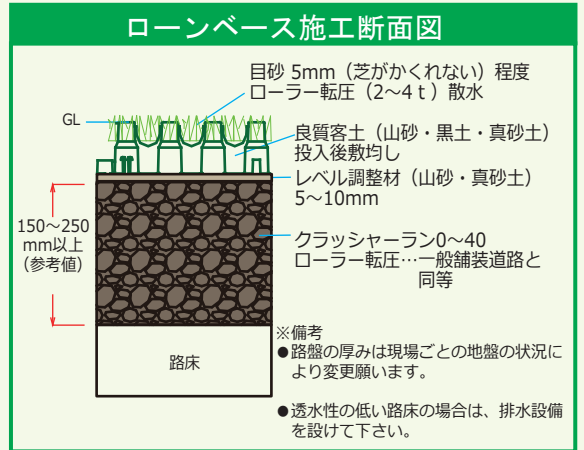 ローンベース施工断面図
目砂 5mm（芝がかくれない）程度
ローラー転圧（2〜4ｔ）散水
GL
良質客土（山砂・黒土・真砂土）
投入後敷均し
レベル調整材（山砂・真砂土）
5〜10mm
150〜250
mm以上
（参考値）
クラッシャーラン0〜40
ローラー転圧…一般舗装道路と
同等
路床
※備考
●路盤の厚みは現場ごとの地盤の状況に
より変更願います。
●透水性の低い路床の場合は、排水設備
を設けて下さい。